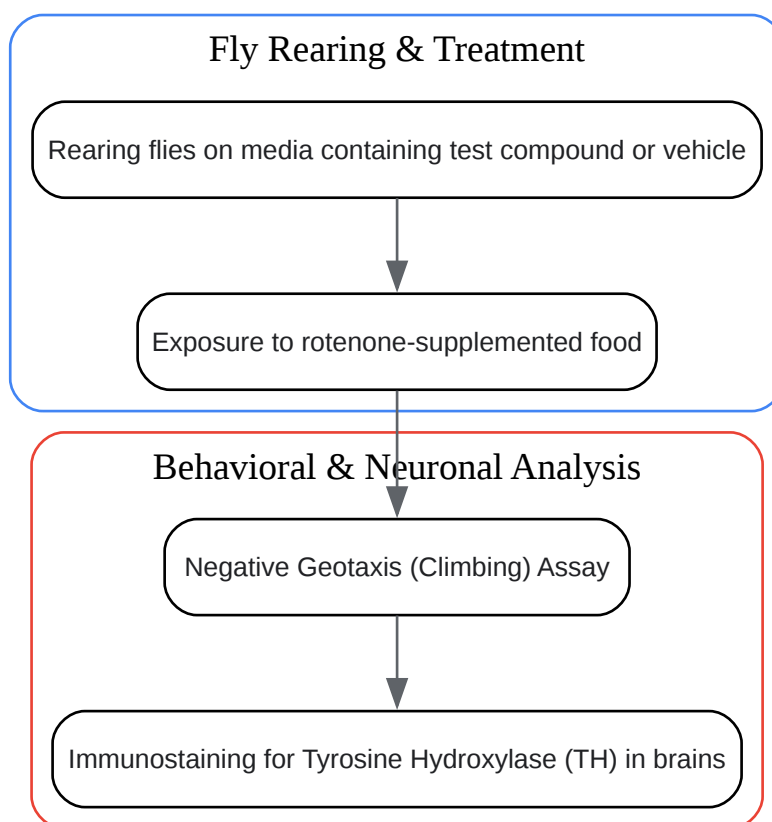 Fly Rearing & Treatment
Rearing flies on media containing test compound or vehicle
Exposure to rotenone-supplemented food
Behavioral & Neuronal Analysis
Negative Geotaxis (Climbing) Assay
Immunostaining for Tyrosine Hydroxylase (TH) in brains